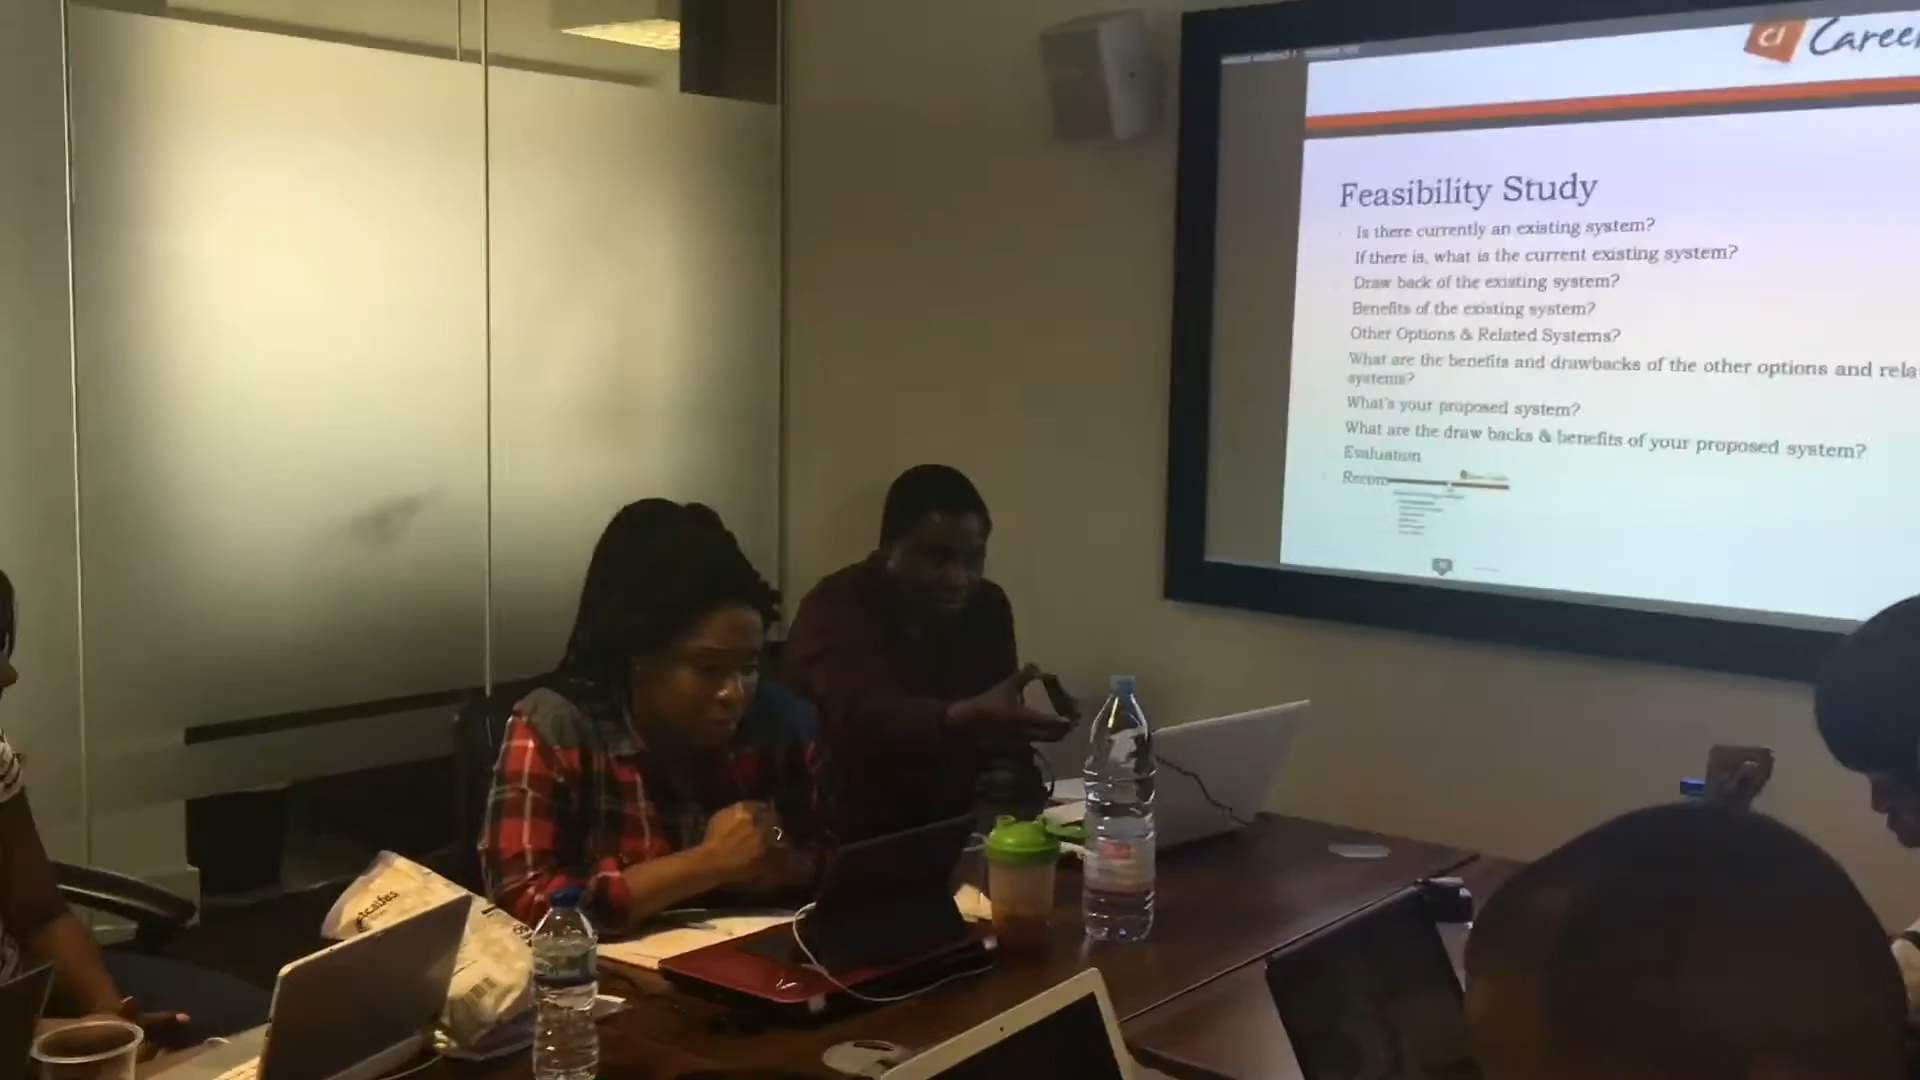 CI Career
Feasibility Study
Is there currently an existing system?
If there is, what is the current existing system?
Draw back of the existing system?
Benefits of the existing system?
Other Options & Related Systems?
What are the benefits and drawbacks of the other options and rela
systems?
What's your proposed system?
What are the draw backs & benefits of your proposed system?
Evaluation
Recom